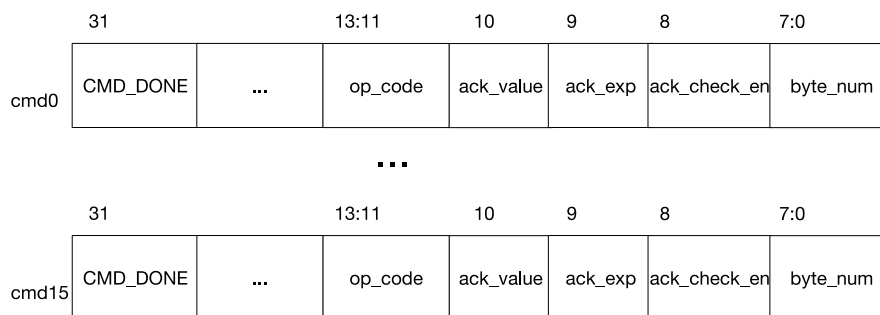 31 13:11 10 9 8 7:0
cmd0 CMD_DONE ... op_code ack_value ack_exp ack_check_en byte_num
...
31 13:11 10 9 8 7:0
cmd15 CMD_DONE ... op_code ack_value ack_exp ack_check_en byte_num